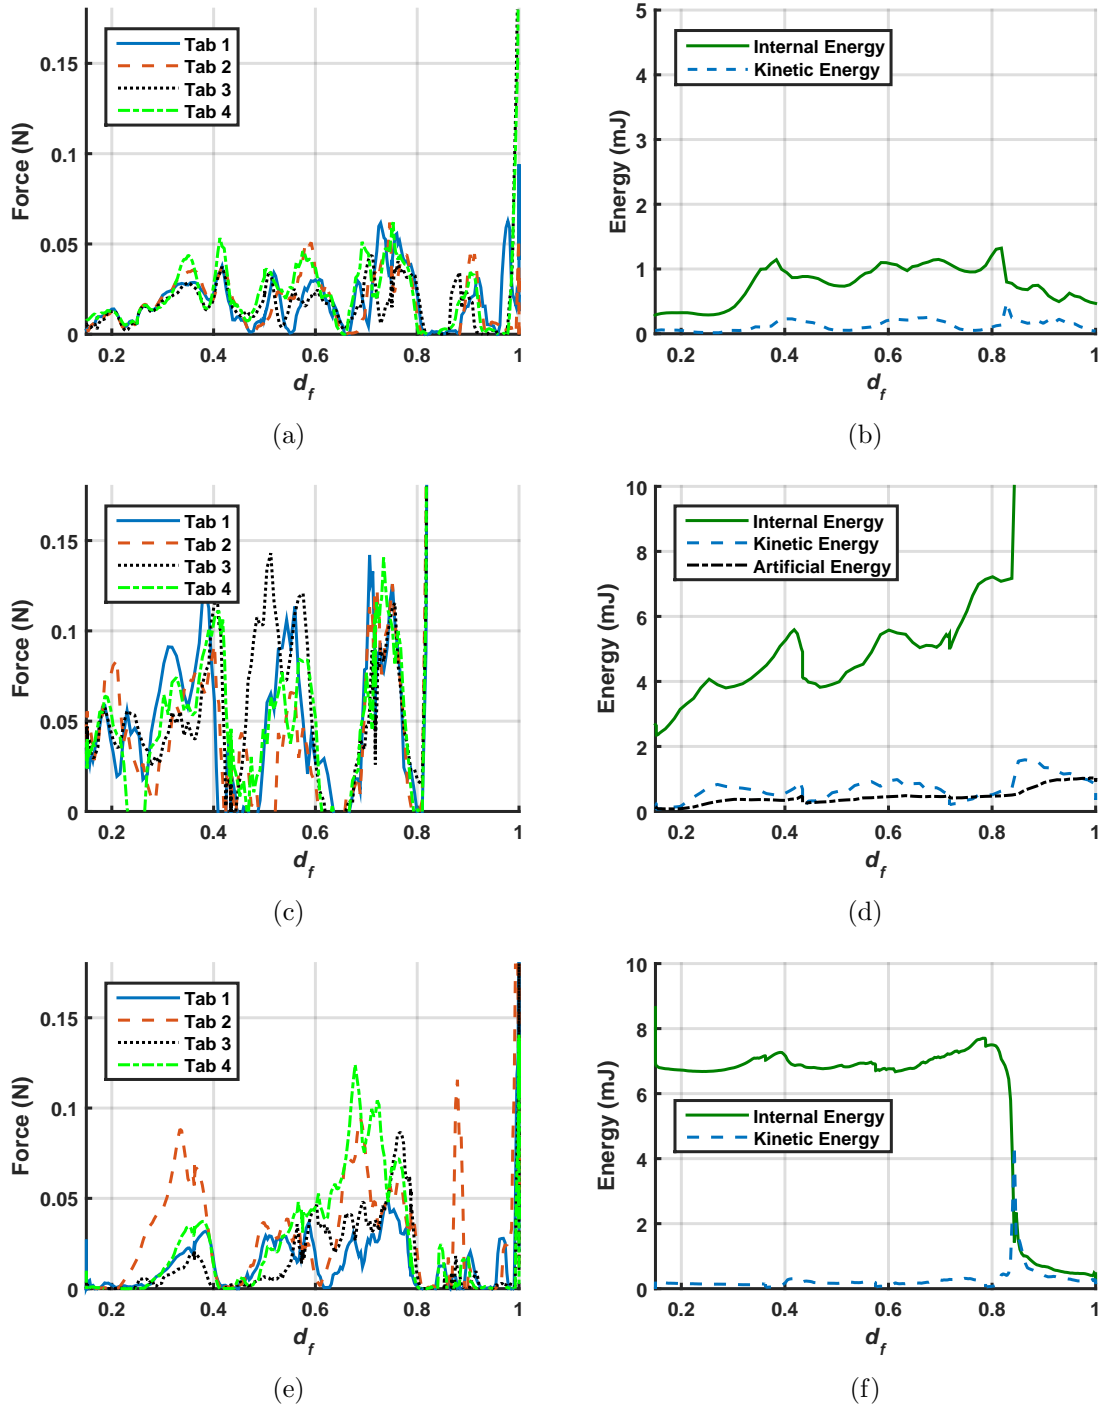 Force (N)
0.15
0.1
0.05
0
0.2
0.4
0.6
0.8
1
d_f
Tab 1
Tab 2
Tab 3
Tab 4
(a)
Energy (mJ)
5
4
3
2
1
0
0.2
0.4
0.6
0.8
1
d_f
Internal Energy
Kinetic Energy
(b)
Force (N)
0.15
0.1
0.05
0
0.2
0.4
0.6
0.8
1
d_f
Tab 1
Tab 2
Tab 3
Tab 4
(c)
Energy (mJ)
10
8
6
4
2
0
0.2
0.4
0.6
0.8
1
d_f
Internal Energy
Kinetic Energy
Artificial Energy
(d)
Force (N)
0.15
0.1
0.05
0
0.2
0.4
0.6
0.8
1
d_f
Tab 1
Tab 2
Tab 3
Tab 4
(e)
Energy (mJ)
10
8
6
4
2
0
0.2
0.4
0.6
0.8
1
d_f
Internal Energy
Kinetic Energy
(f)